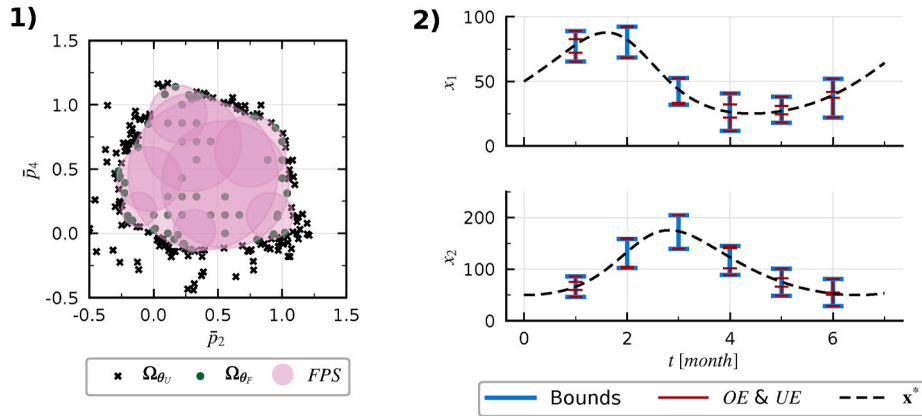 1)
1.5
1.0
0.5
0.0
-0.5
p̄₄
-0.5 0.0 0.5 1.0 1.5
p̄₂
Ω_θ_U Ω_θ_F FPS
2)
100
50
0
x₁
200
100
0
x₂
0 2 4 6
t [month]
Bounds OE & UE x*